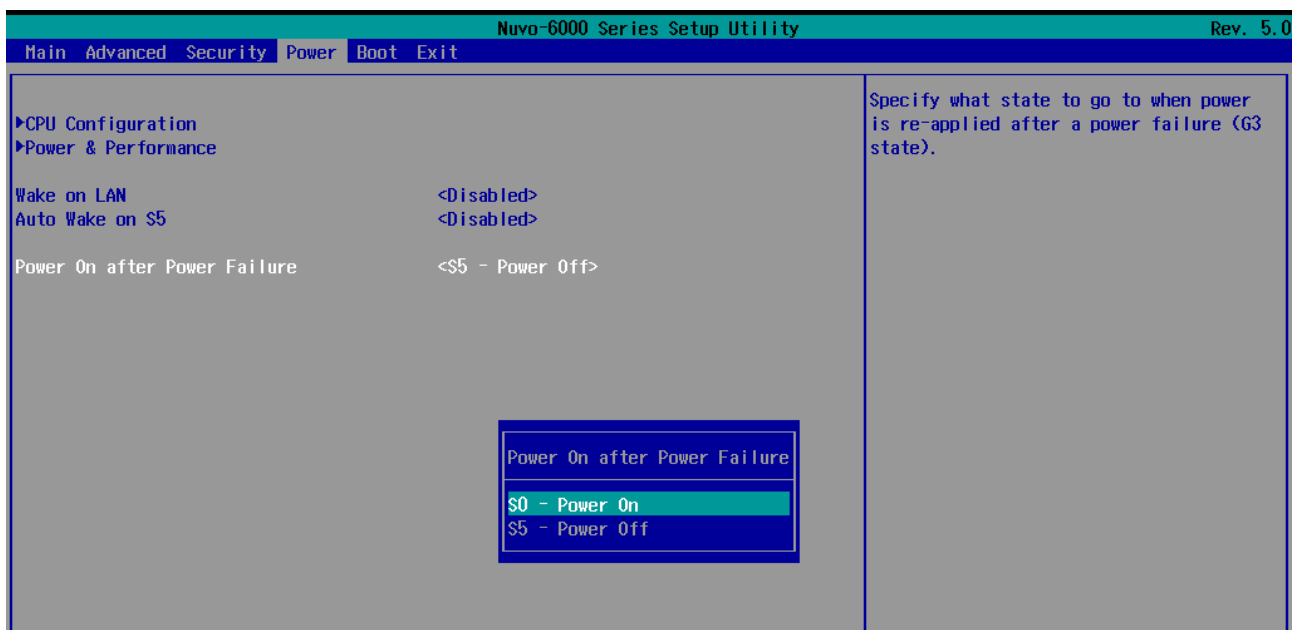 Nuvo-6000 Series Setup Utility Rev. 5.0
Main Advanced Security Power Boot Exit
▶CPU Configuration
▶Power & Performance
Wake on LAN <Disabled>
Auto Wake on S5 <Disabled>
Power On after Power Failure <S5 - Power Off>
Specify what state to go to when power
is re-applied after a power failure (G3
state).
Power On after Power Failure
S0 - Power On
S5 - Power Off